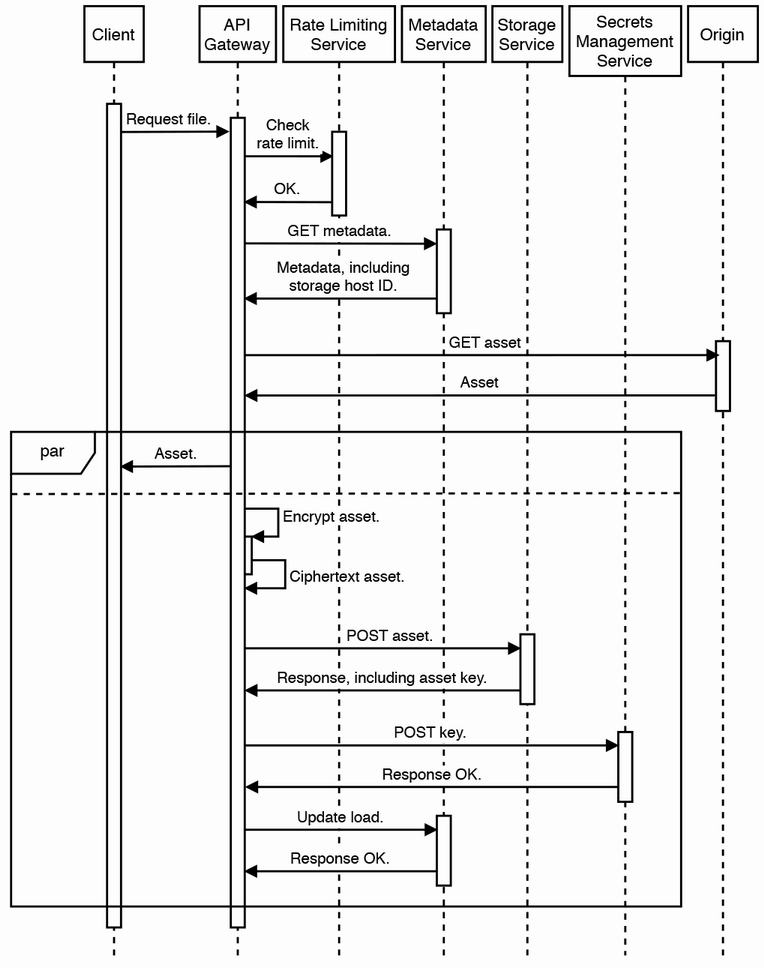 Client
API
Gateway
Rate Limiting
Service
Metadata
Service
Storage
Service
Secrets
Management
Service
Origin
Request file.
Check
rate limit.
OK.
GET metadata.
Metadata, including
storage host ID.
GET asset
Asset
par
Asset.
Encrypt asset.
Ciphertext asset.
POST asset.
Response, including asset key.
POST key.
Response OK.
Update load.
Response OK.